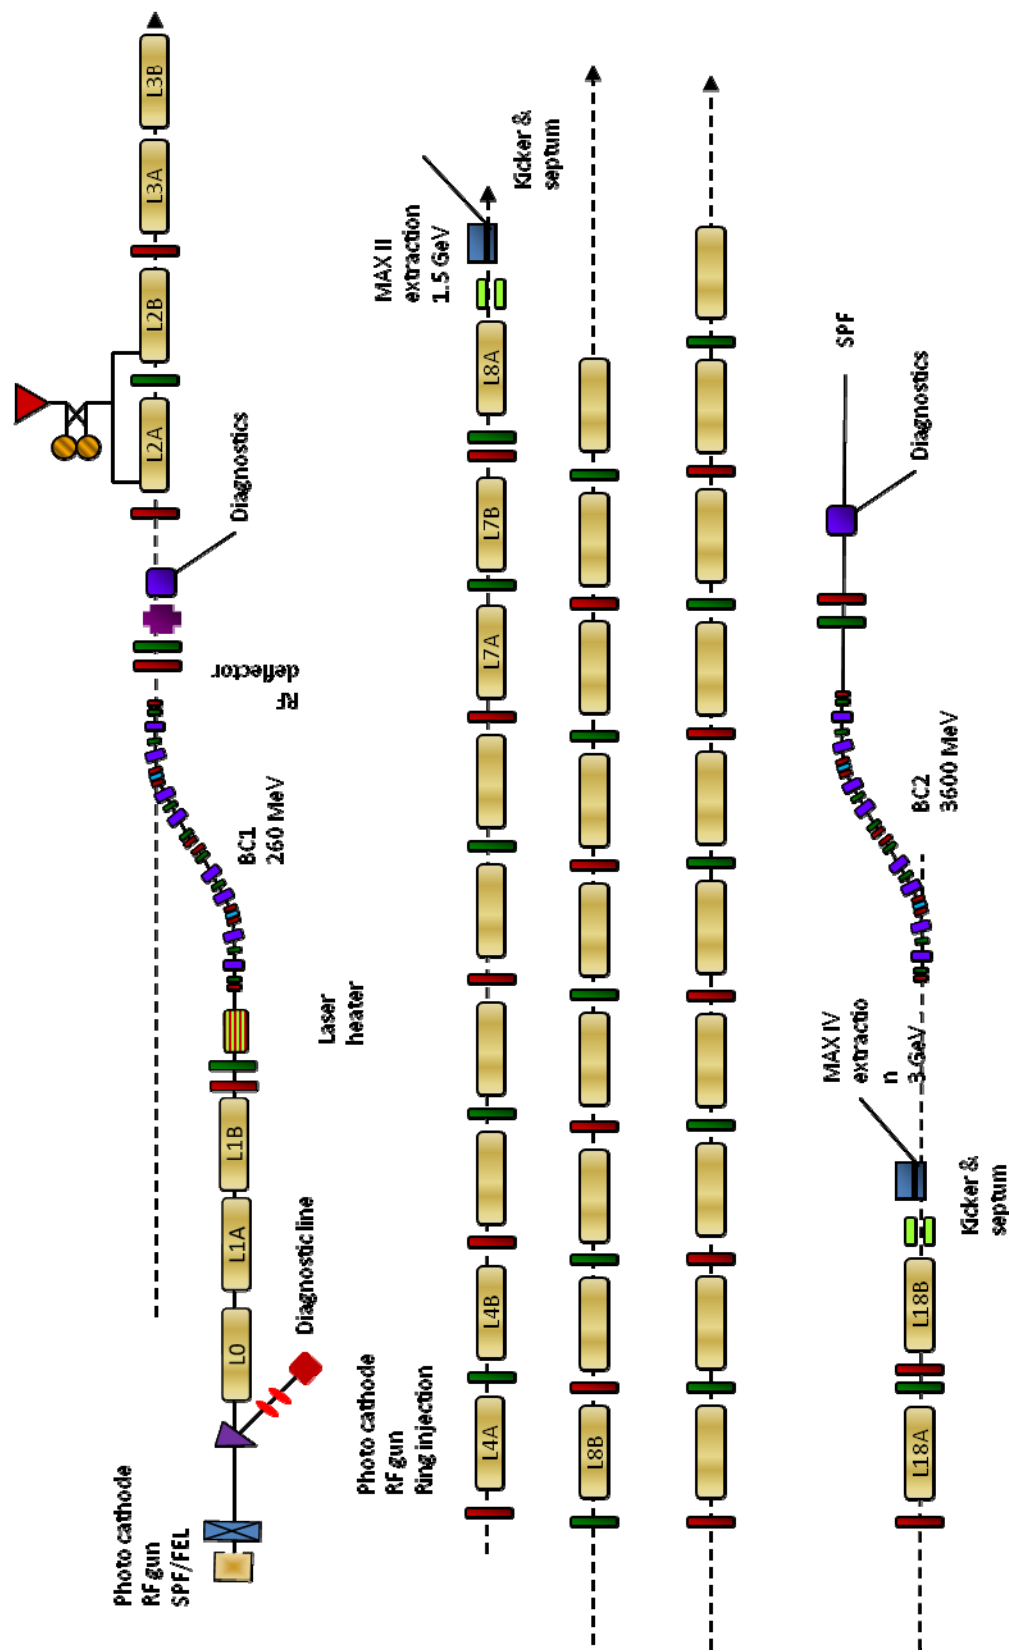 Photo cathode
RF gun
SPF/FEL
L0
L1A
L1B
Diagnostic line
Laser
heater
BC1
260 MeV
RF
deflector
Diagnostics
L2A
L2B
L3A
L3B
Photo cathode
RF gun
Ring injection
L4A
L4B
L7A
L7B
L8A
MAX II
extraction
1.5 GeV
Kicker &
septum
L8B
L18A
L18B
Kicker &
septum
MAX IV
extractio
n
3 GeV
BC2
3600 MeV
Diagnostics
SPF